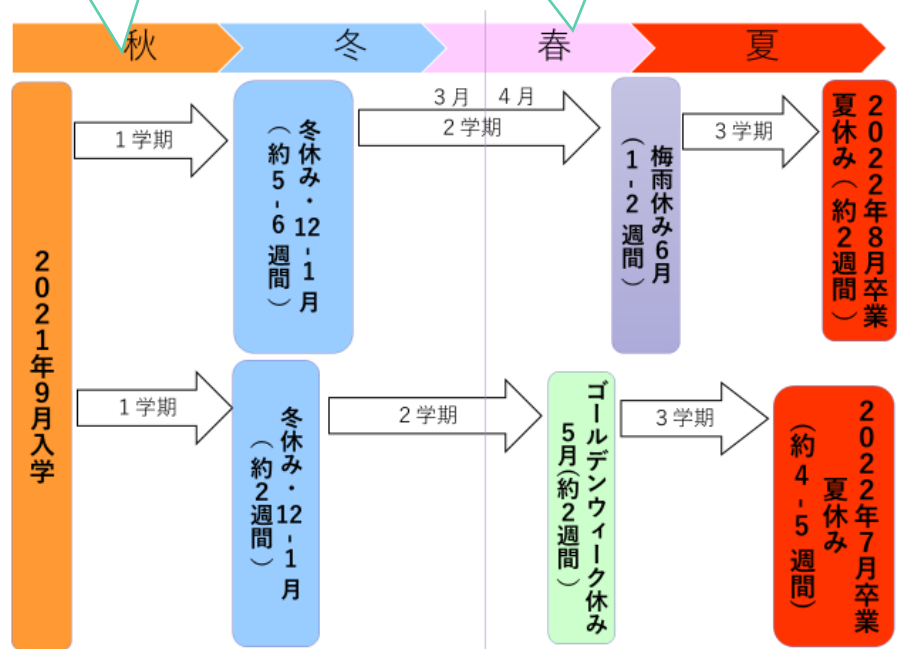 秋
冬
春
夏
2021年9月入学
1学期
冬休み・12-1月
（約5-6週間）
3月
4月
2学期
梅雨休み6月
（1-2週間）
3学期
2022年8月卒業
夏休み（約2週間）
1学期
冬休み・12-1月
（約2週間）
2学期
ゴールデンウィーク休み
5月(約2週間)
3学期
2022年7月卒業
夏休み
(約4-5週間)